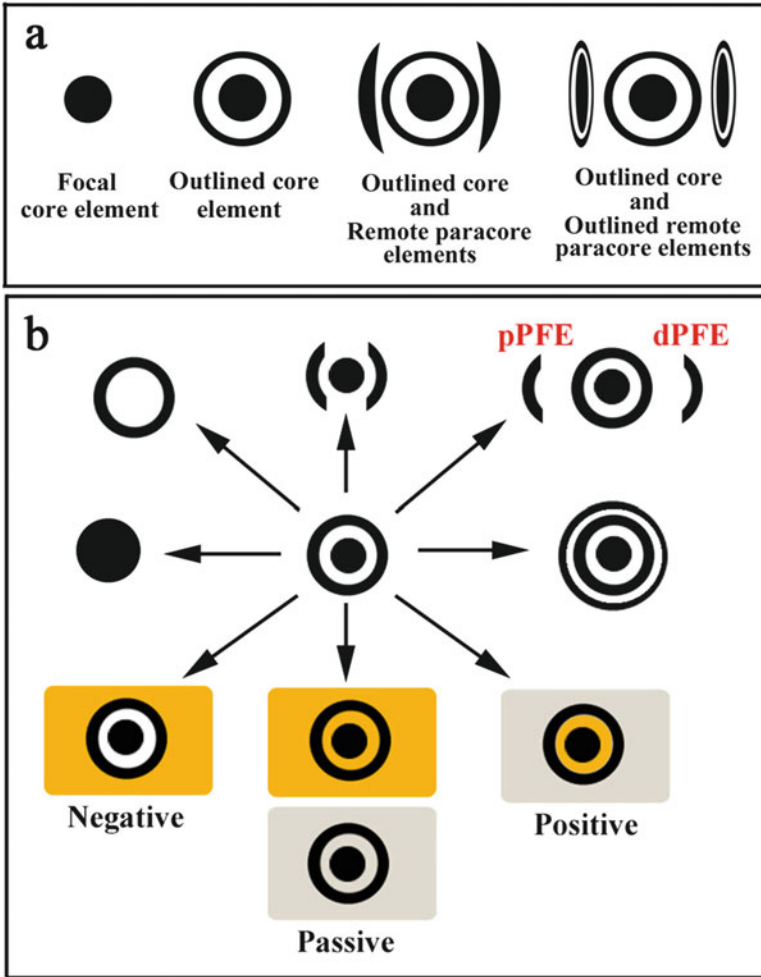 a
Focal
core element
Outlined core
element
Outlined core
and
Remote paracore
elements
Outlined core
and
Outlined remote
paracore elements
b
pPFE
dPFE
Negative
Passive
Positive